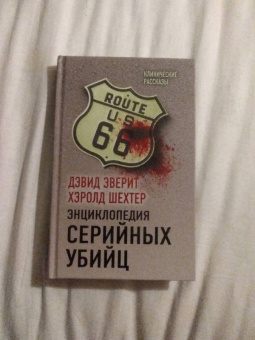 КЛИНИЧЕСКИЕ
РАССКАЗЫ
ROUTE
U S
66
ДЭВИД ЭВЕРИТ
ХЭРОЛД ШЕХТЕР
ЭНЦИКЛОПЕДИЯ
СЕРИЙНЫХ
УБИЙЦ